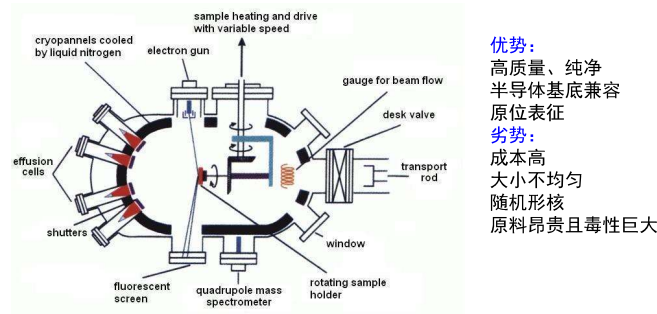 sample heating and drive
with variable speed
cryopannels cooled
by liquid nitrogen
electron gun
gauge for beam flow
desk valve
effusion
cells
transport
rod
shutters
window
fluorescent
screen
quadrupole mass
spectrometer
rotating sample
holder
优势：
高质量、纯净
半导体基底兼容
原位表征
劣势：
成本高
大小不均匀
随机形核
原料昂贵且毒性巨大